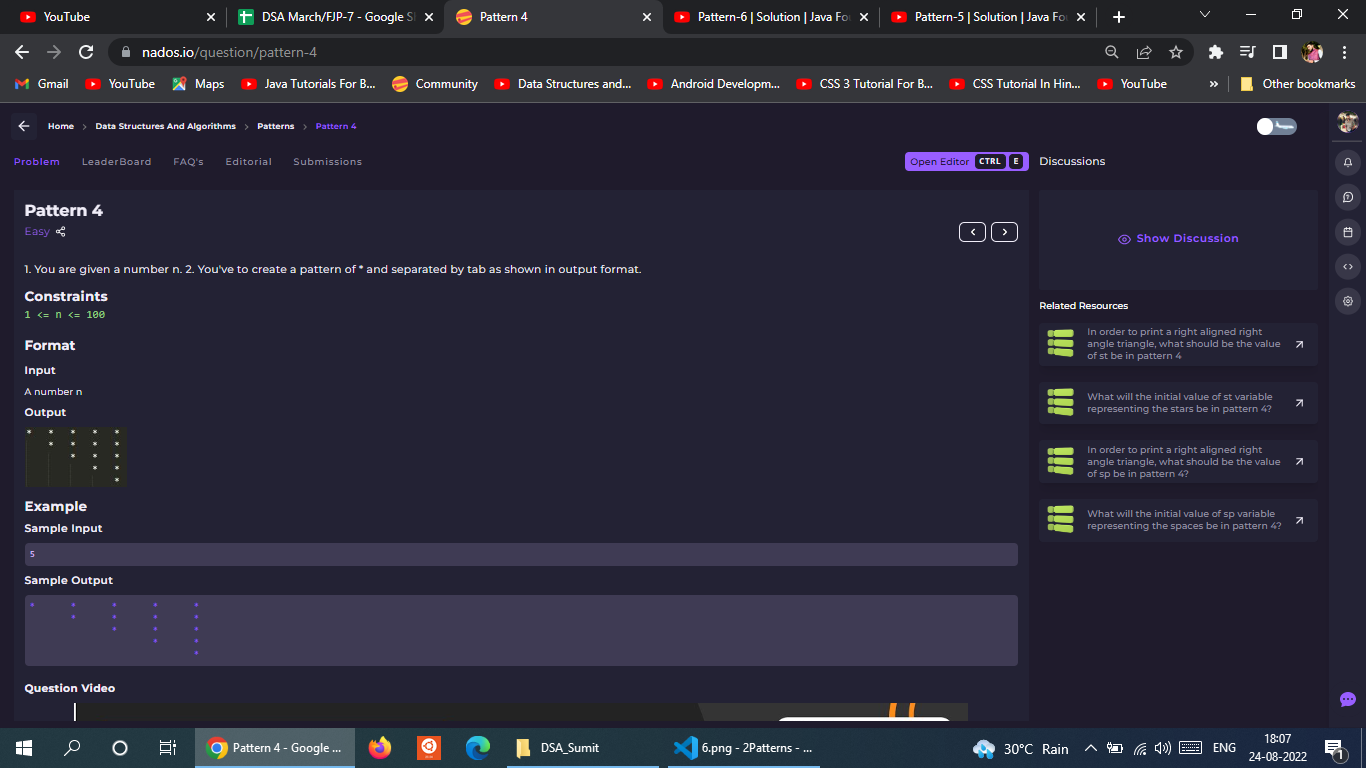 YouTube
DSA March/FJP-7 - Google S
Pattern 4
Pattern-6 | Solution | Java Fo
Pattern-5 | Solution | Java Fo
nados.io/question/pattern-4
Gmail
YouTube
Maps
Java Tutorials For B...
Community
Data Structures and...
Android Developm...
CSS 3 Tutorial For B...
CSS Tutorial In Hin...
YouTube
»
Other bookmarks
Home > Data Structures And Algorithms > Patterns > Pattern 4
Problem
LeaderBoard
FAQ's
Editorial
Submissions
Open Editor CTRL E
Discussions
Pattern 4
Easy
1. You are given a number n. 2. You've to create a pattern of * and separated by tab as shown in output format.
Constraints
1 <= n <= 100
Format
Input
A number n
Output
* * * * *
* * * *
* * *
* *
*
Example
Sample Input
5
Sample Output
* * * * *
* * * *
* * *
* *
*
Question Video
Show Discussion
Related Resources
In order to print a right aligned right
angle triangle, what should be the value
of st be in pattern 4
What will the initial value of st variable
representing the stars be in pattern 4?
In order to print a right aligned right
angle triangle, what should be the value
of sp be in pattern 4?
What will the initial value of sp variable
representing the spaces be in pattern 4?
Pattern 4 - Google ...
DSA_Sumit
6.png - 2Patterns - ...
30°C Rain
ENG
18:07
24-08-2022
1